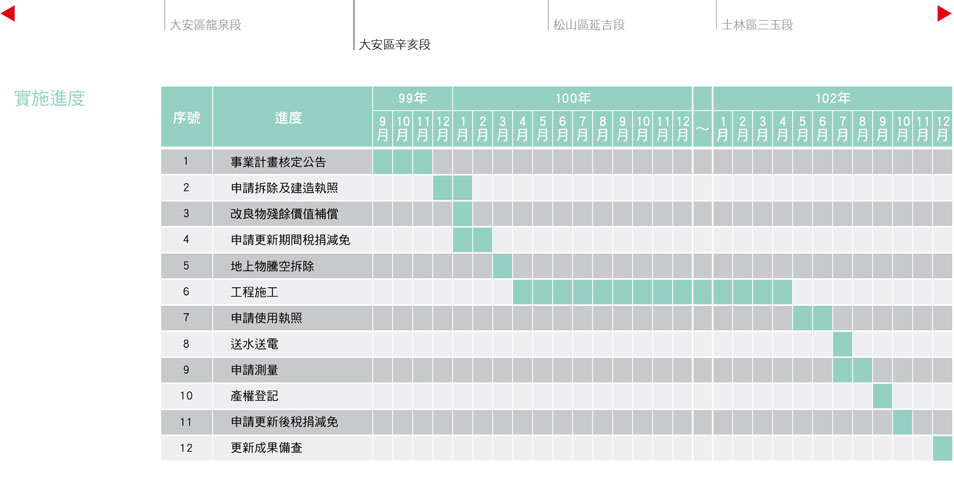 大安區龍泉段
大安區辛亥段
松山區延吉段
士林區三玉段
實施進度
序號 進度 99年 100年 ~ 102年
9月 10月 11月 12月 1月 2月 3月 4月 5月 6月 7月 8月 9月 10月 11月 12月 1月 2月 3月 4月 5月 6月 7月 8月 9月 10月 11月 12月
1 事業計畫核定公告
2 申請拆除及建造執照
3 改良物殘餘價值補償
4 申請更新期間稅捐減免
5 地上物騰空拆除
6 工程施工
7 申請使用執照
8 送水送電
9 申請測量
10 產權登記
11 申請更新後稅捐減免
12 更新成果備查